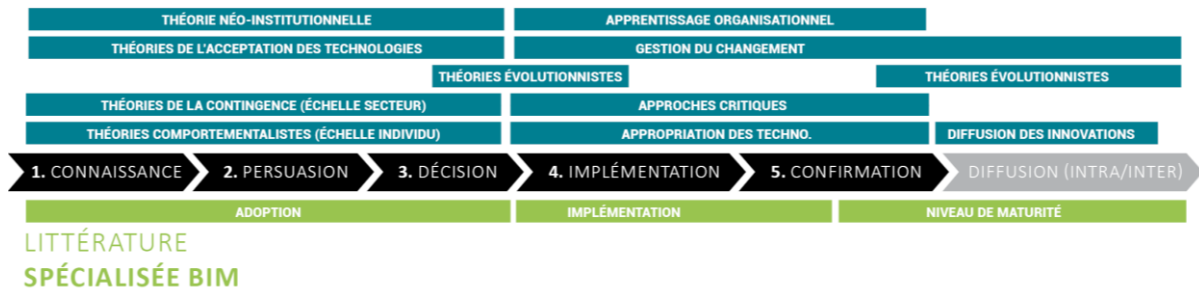 THÉORIE NÉO-INSTITUTIONNELLE APPRENTISSAGE ORGANISATIONNEL
THÉORIES DE L'ACCEPTATION DES TECHNOLOGIES GESTION DU CHANGEMENT
THÉORIES ÉVOLUTIONNISTES THÉORIES ÉVOLUTIONNISTES
THÉORIES DE LA CONTINGENCE (ÉCHELLE SECTEUR) APPROCHES CRITIQUES
THÉORIES COMPORTEMENTALISTES (ÉCHELLE INDIVIDU) APPROPRIATION DES TECHNO. DIFFUSION DES INNOVATIONS
1. CONNAISSANCE 2. PERSUASION 3. DÉCISION 4. IMPLÉMENTATION 5. CONFIRMATION DIFFUSION (INTRA/INTER)
ADOPTION IMPLÉMENTATION NIVEAU DE MATURITÉ
LITTÉRATURE
SPÉCIALISÉE BIM